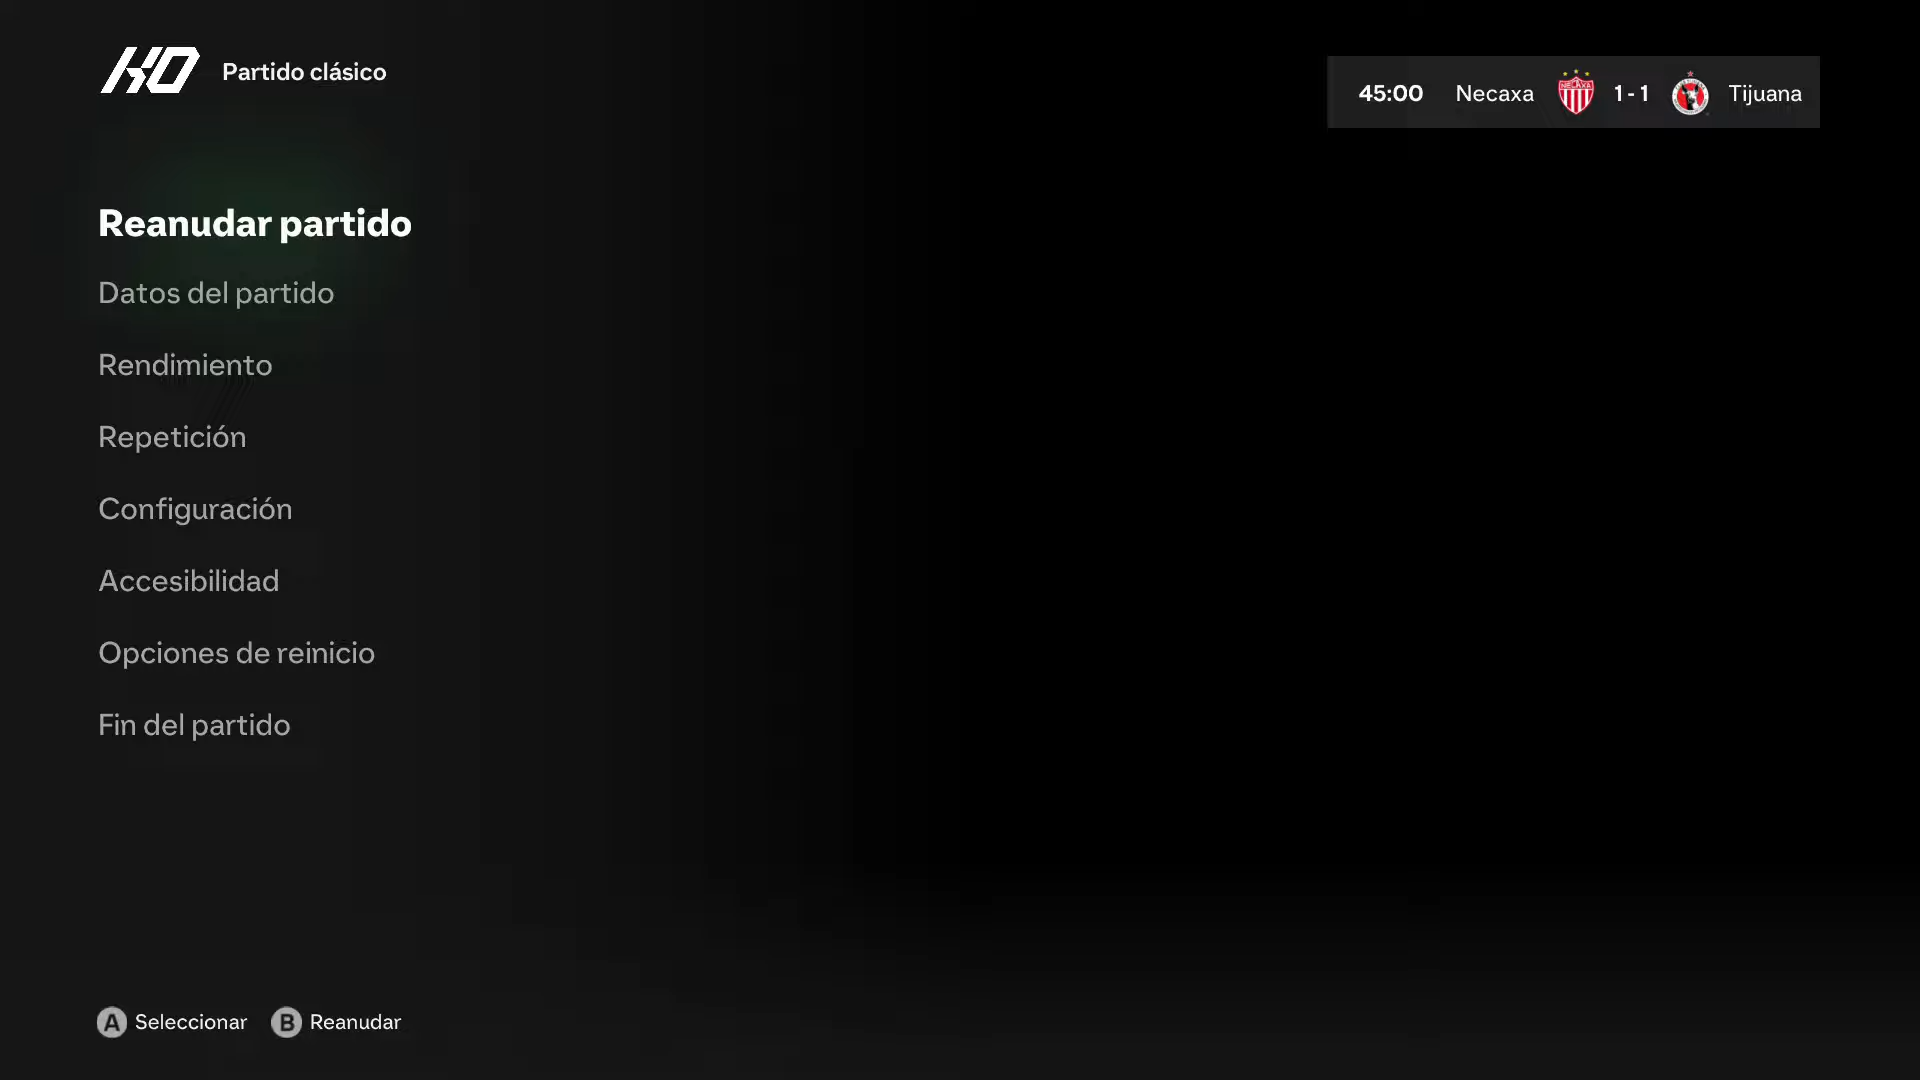 KO Partido clásico
45:00 Necaxa 1 - 1 Tijuana
Reanudar partido
Datos del partido
Rendimiento
Repetición
Configuración
Accesibilidad
Opciones de reinicio
Fin del partido
A Seleccionar B Reanudar